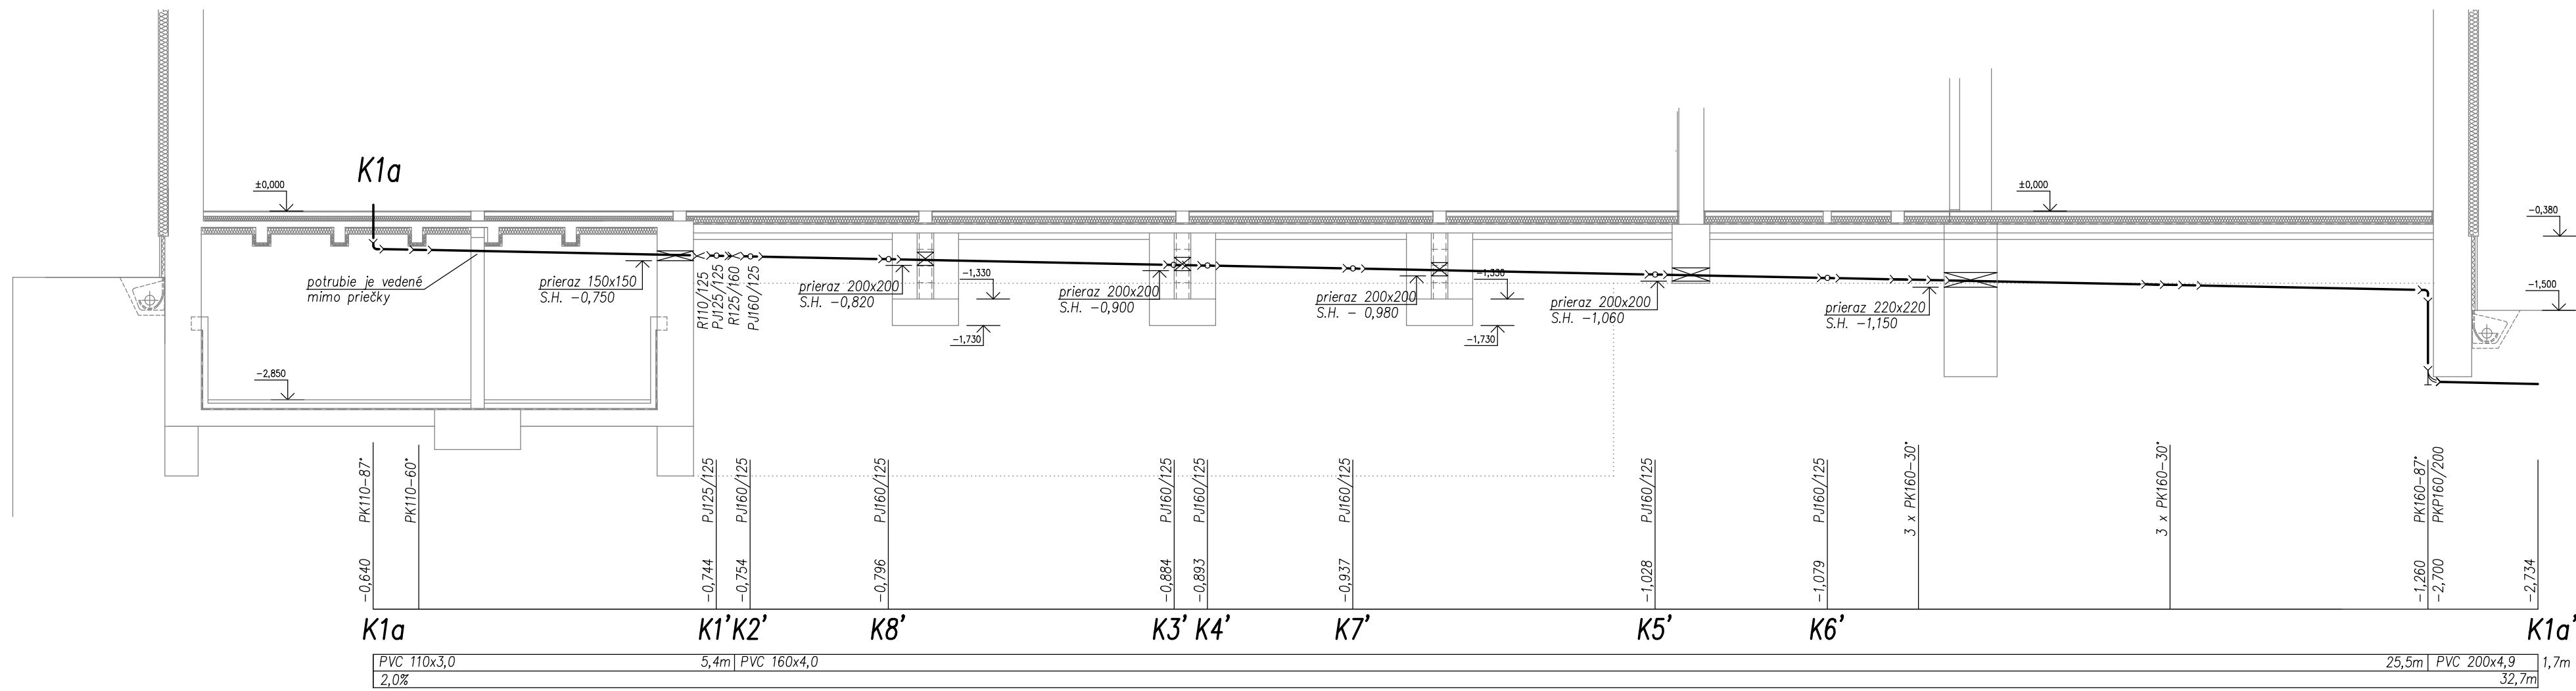 K1a
±0,000
±0,000
-0,380
potrubie je vedené
mimo priečky
prieraz 150x150
S.H. -0,750
R110/125
PJ125/125
R125/160
PJ160/125
prieraz 200x200
S.H. -0,820
-1,330
-1,730
prieraz 200x200
S.H. -0,900
prieraz 200x200
S.H. - 0,980
-1,330
-1,730
prieraz 200x200
S.H. -1,060
prieraz 220x220
S.H. -1,150
-1,500
-2,850
PK110-87°
PK110-60°
PJ125/125
PJ160/125
PJ160/125
PJ160/125
PJ160/125
PJ160/125
PJ160/125
PJ160/125
3 x PK160-30°
3 x PK160-30°
PK160-87°
PKP160/200
-0,640
-0,744
-0,754
-0,796
-0,884
-0,893
-0,937
-1,028
-1,079
-1,260
-2,700
-2,734
K1a
K1'
K2'
K8'
K3'
K4'
K7'
K5'
K6'
K1a'
PVC 110x3,0
5,4m
PVC 160x4,0
25,5m
PVC 200x4,9
1,7m
2,0%
32,7m